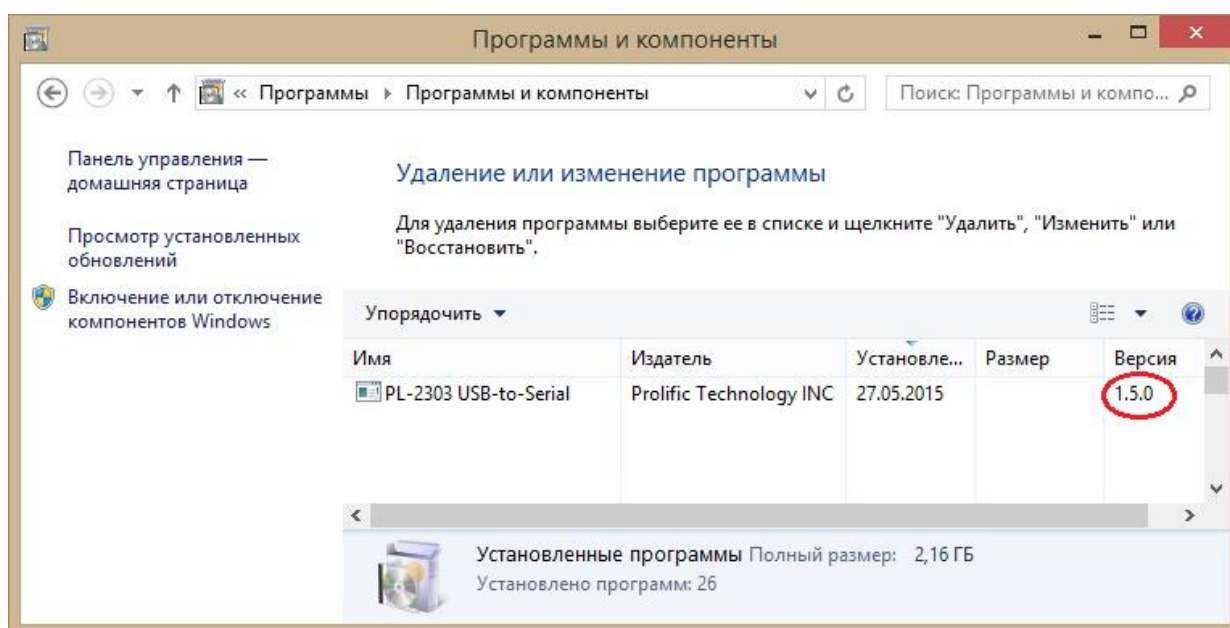 Программы и компоненты
« Программы Программы и компоненты
Поиск: Программы и компо...
Панель управления —
домашняя страница
Просмотр установленных
обновлений
Включение или отключение
компонентов Windows
Удаление или изменение программы
Для удаления программы выберите ее в списке и щелкните "Удалить", "Изменить" или
"Восстановить".
Упорядочить
Имя Издатель Установле... Размер Версия
PL-2303 USB-to-Serial Prolific Technology INC 27.05.2015 1.5.0
Установленные программы Полный размер: 2,16 ГБ
Установлено программ: 26